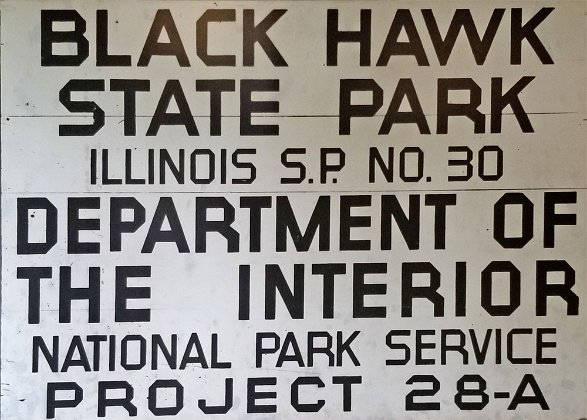 BLACK HAWK
STATE PARK
ILLINOIS S.P. NO. 30
DEPARTMENT OF
THE INTERIOR
NATIONAL PARK SERVICE
PROJECT 28-A